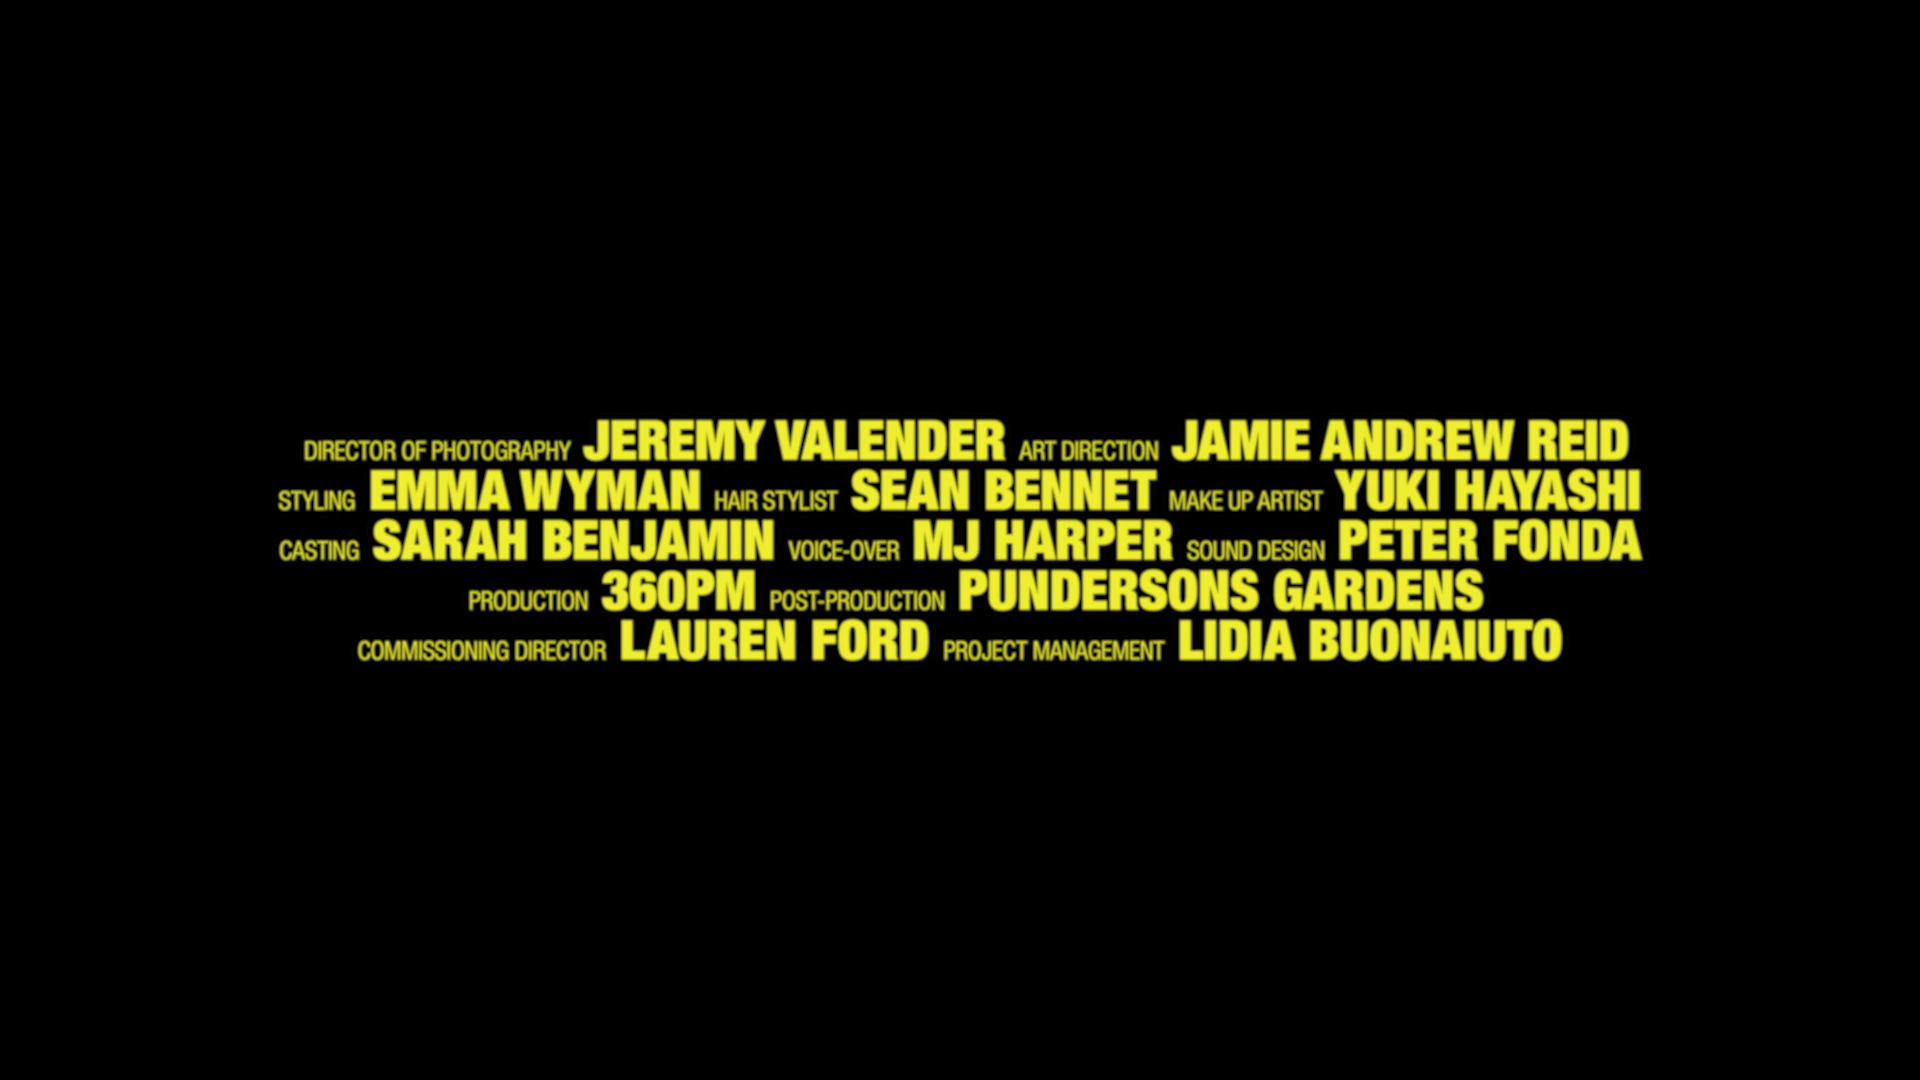 DIRECTOR OF PHOTOGRAPHY JEREMY VALENDER ART DIRECTION JAMIE ANDREW REID
STYLING EMMA WYMAN HAIR STYLIST SEAN BENNET MAKE UP ARTIST YUKI HAYASHI
CASTING SARAH BENJAMIN VOICE-OVER MJ HARPER SOUND DESIGN PETER FONDA
PRODUCTION 360PM POST-PRODUCTION PUNDERSONS GARDENS
COMMISSIONING DIRECTOR LAUREN FORD PROJECT MANAGEMENT LIDIA BUONAIUTO